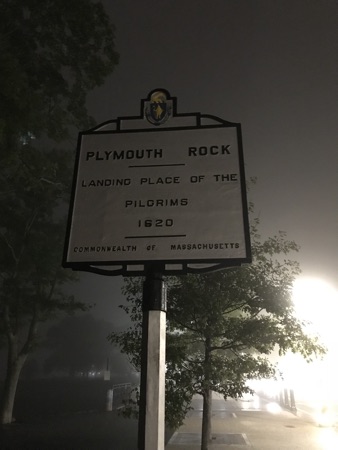 PLYMOUTH ROCK
LANDING PLACE OF THE
PILGRIMS
1620
COMMONWEALTH OF MASSACHUSETTS